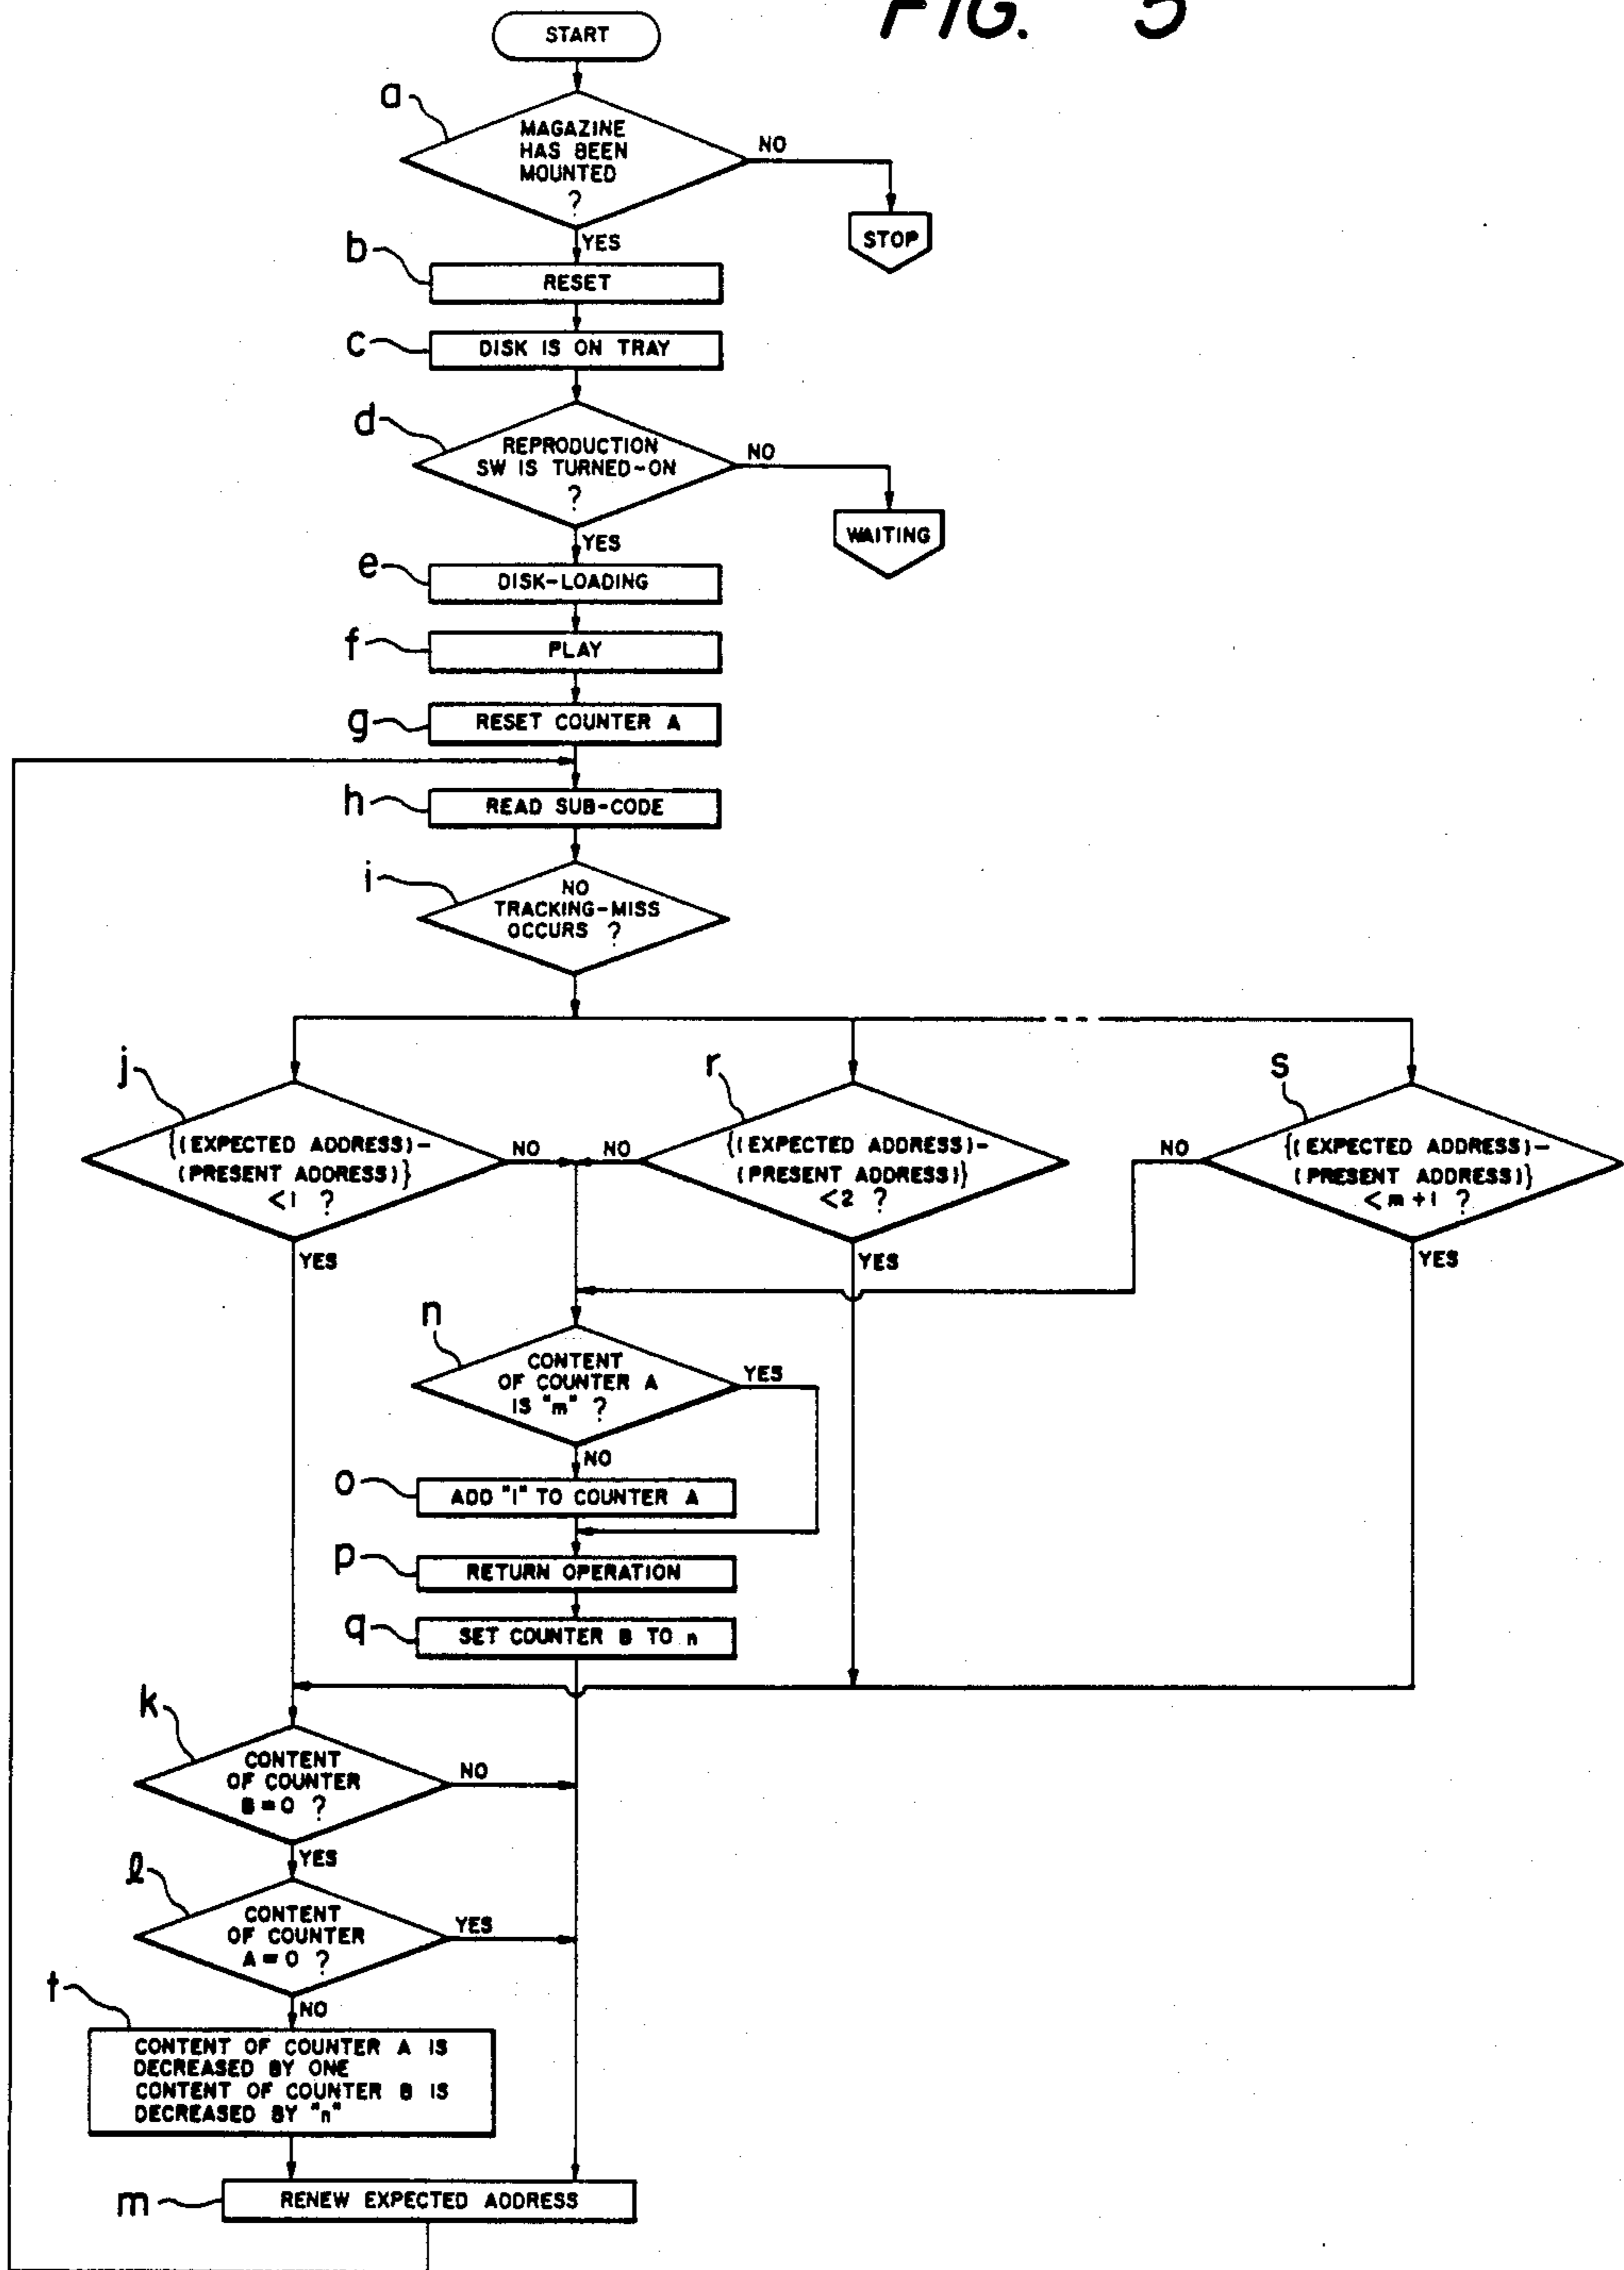 FIG. 5
START
a
MAGAZINE
HAS BEEN
MOUNTED
?
NO
STOP
YES
b
RESET
c
DISK IS ON TRAY
d
REPRODUCTION
SW IS TURNED-ON
?
NO
WAITING
YES
e
DISK-LOADING
f
PLAY
g
RESET COUNTER A
h
READ SUB-CODE
i
NO
TRACKING-MISS
OCCURS ?
j
{(EXPECTED ADDRESS)-
(PRESENT ADDRESS)}
<1 ?
NO
YES
r
{(EXPECTED ADDRESS)-
(PRESENT ADDRESS)}
<2 ?
NO
YES
s
{(EXPECTED ADDRESS)-
(PRESENT ADDRESS)}
<m+1 ?
NO
YES
n
CONTENT
OF COUNTER A
IS "m" ?
YES
NO
o
ADD "1" TO COUNTER A
p
RETURN OPERATION
q
SET COUNTER B TO n
k
CONTENT
OF COUNTER
B=0 ?
NO
YES
l
CONTENT
OF COUNTER
A=0 ?
YES
NO
t
CONTENT OF COUNTER A IS
DECREASED BY ONE
CONTENT OF COUNTER B IS
DECREASED BY "n"
m
RENEW EXPECTED ADDRESS